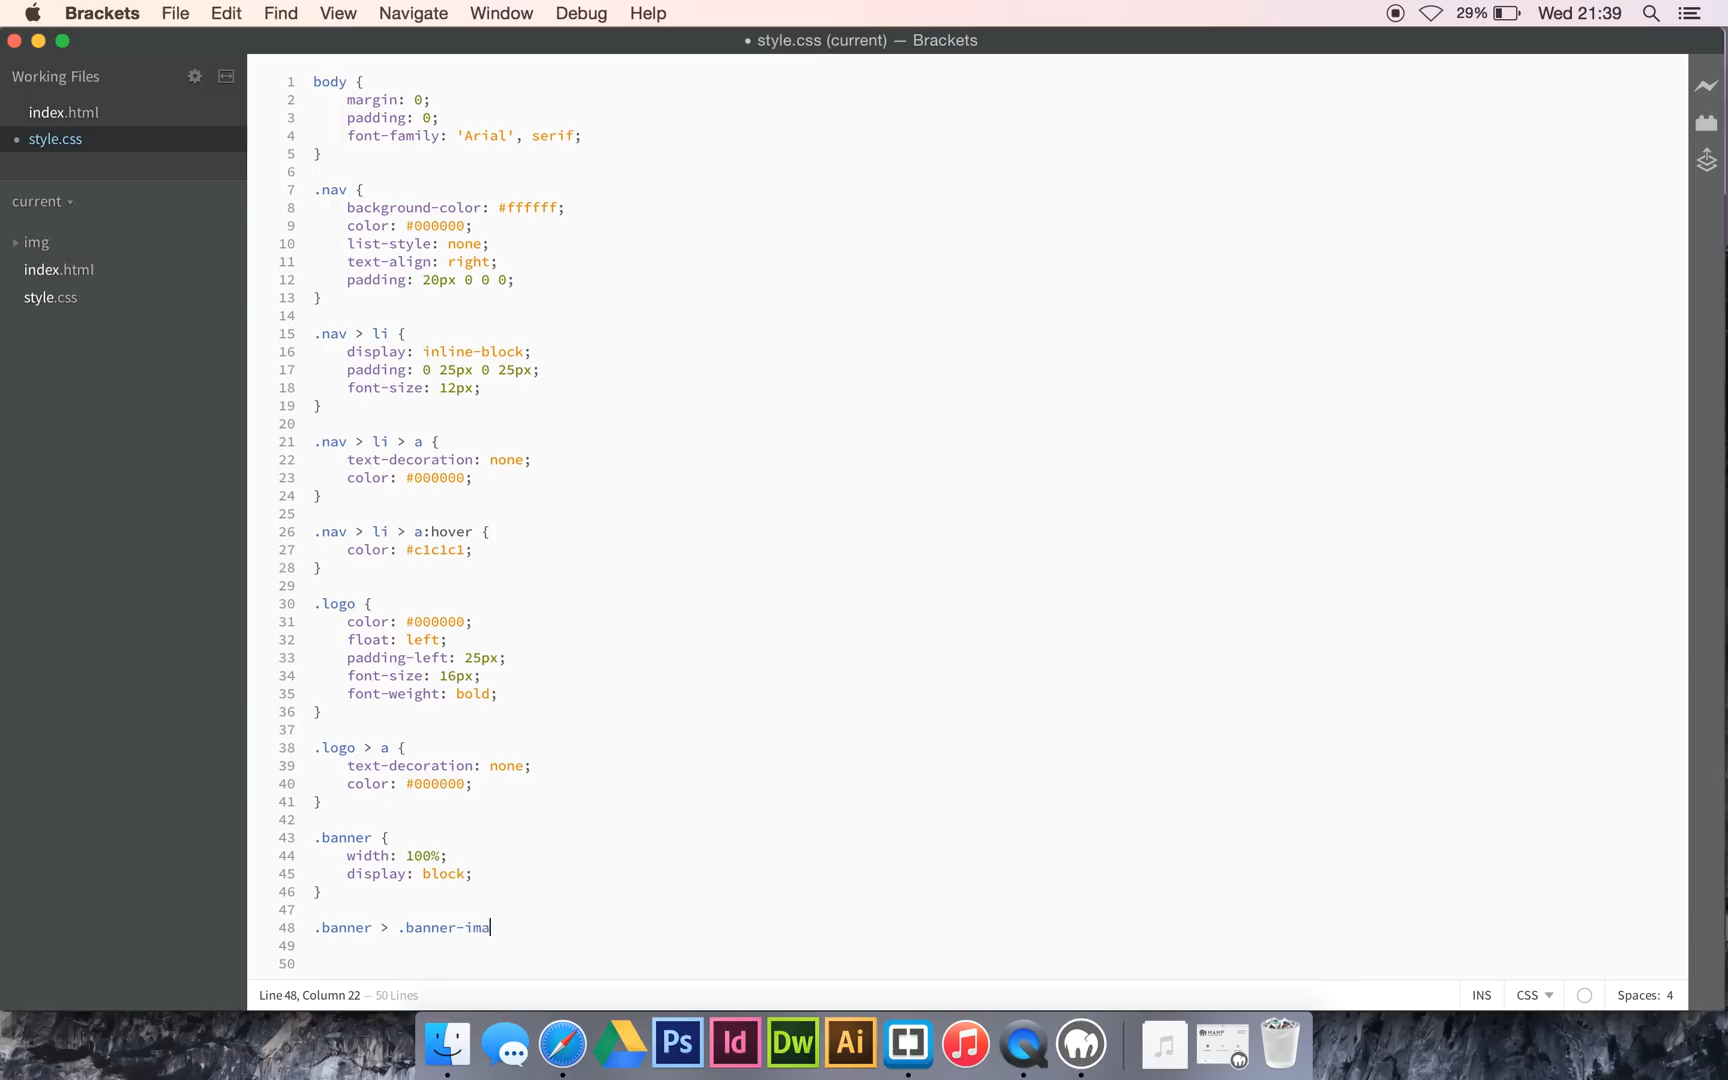 Brackets File Edit Find View Navigate Window Debug Help 29% Wed 21:39
• style.css (current) — Brackets
Working Files
index.html
• style.css
current
img
index.html
style.css
1 body {
2 margin: 0;
3 padding: 0;
4 font-family: 'Arial', serif;
5 }
6
7 .nav {
8 background-color: #ffffff;
9 color: #000000;
10 list-style: none;
11 text-align: right;
12 padding: 20px 0 0 0;
13 }
14
15 .nav > li {
16 display: inline-block;
17 padding: 0 25px 0 25px;
18 font-size: 12px;
19 }
20
21 .nav > li > a {
22 text-decoration: none;
23 color: #000000;
24 }
25
26 .nav > li > a:hover {
27 color: #c1c1c1;
28 }
29
30 .logo {
31 color: #000000;
32 float: left;
33 padding-left: 25px;
34 font-size: 16px;
35 font-weight: bold;
36 }
37
38 .logo > a {
39 text-decoration: none;
40 color: #000000;
41 }
42
43 .banner {
44 width: 100%;
45 display: block;
46 }
47
48 .banner > .banner-ima
49
50
Line 48, Column 22 — 50 Lines INS CSS Spaces: 4
Ps Id Dw Ai
MAMP